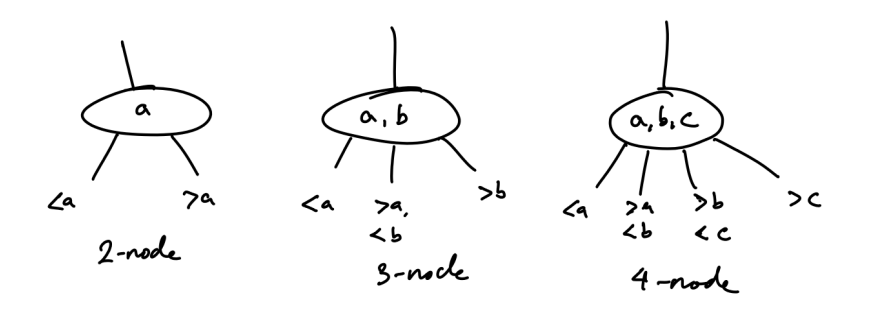 a
<a
>a
2-node
a, b
<a
>a,
<b
>b
3-node
a, b, c
<a
>a
<b
>b
<c
>c
4-node